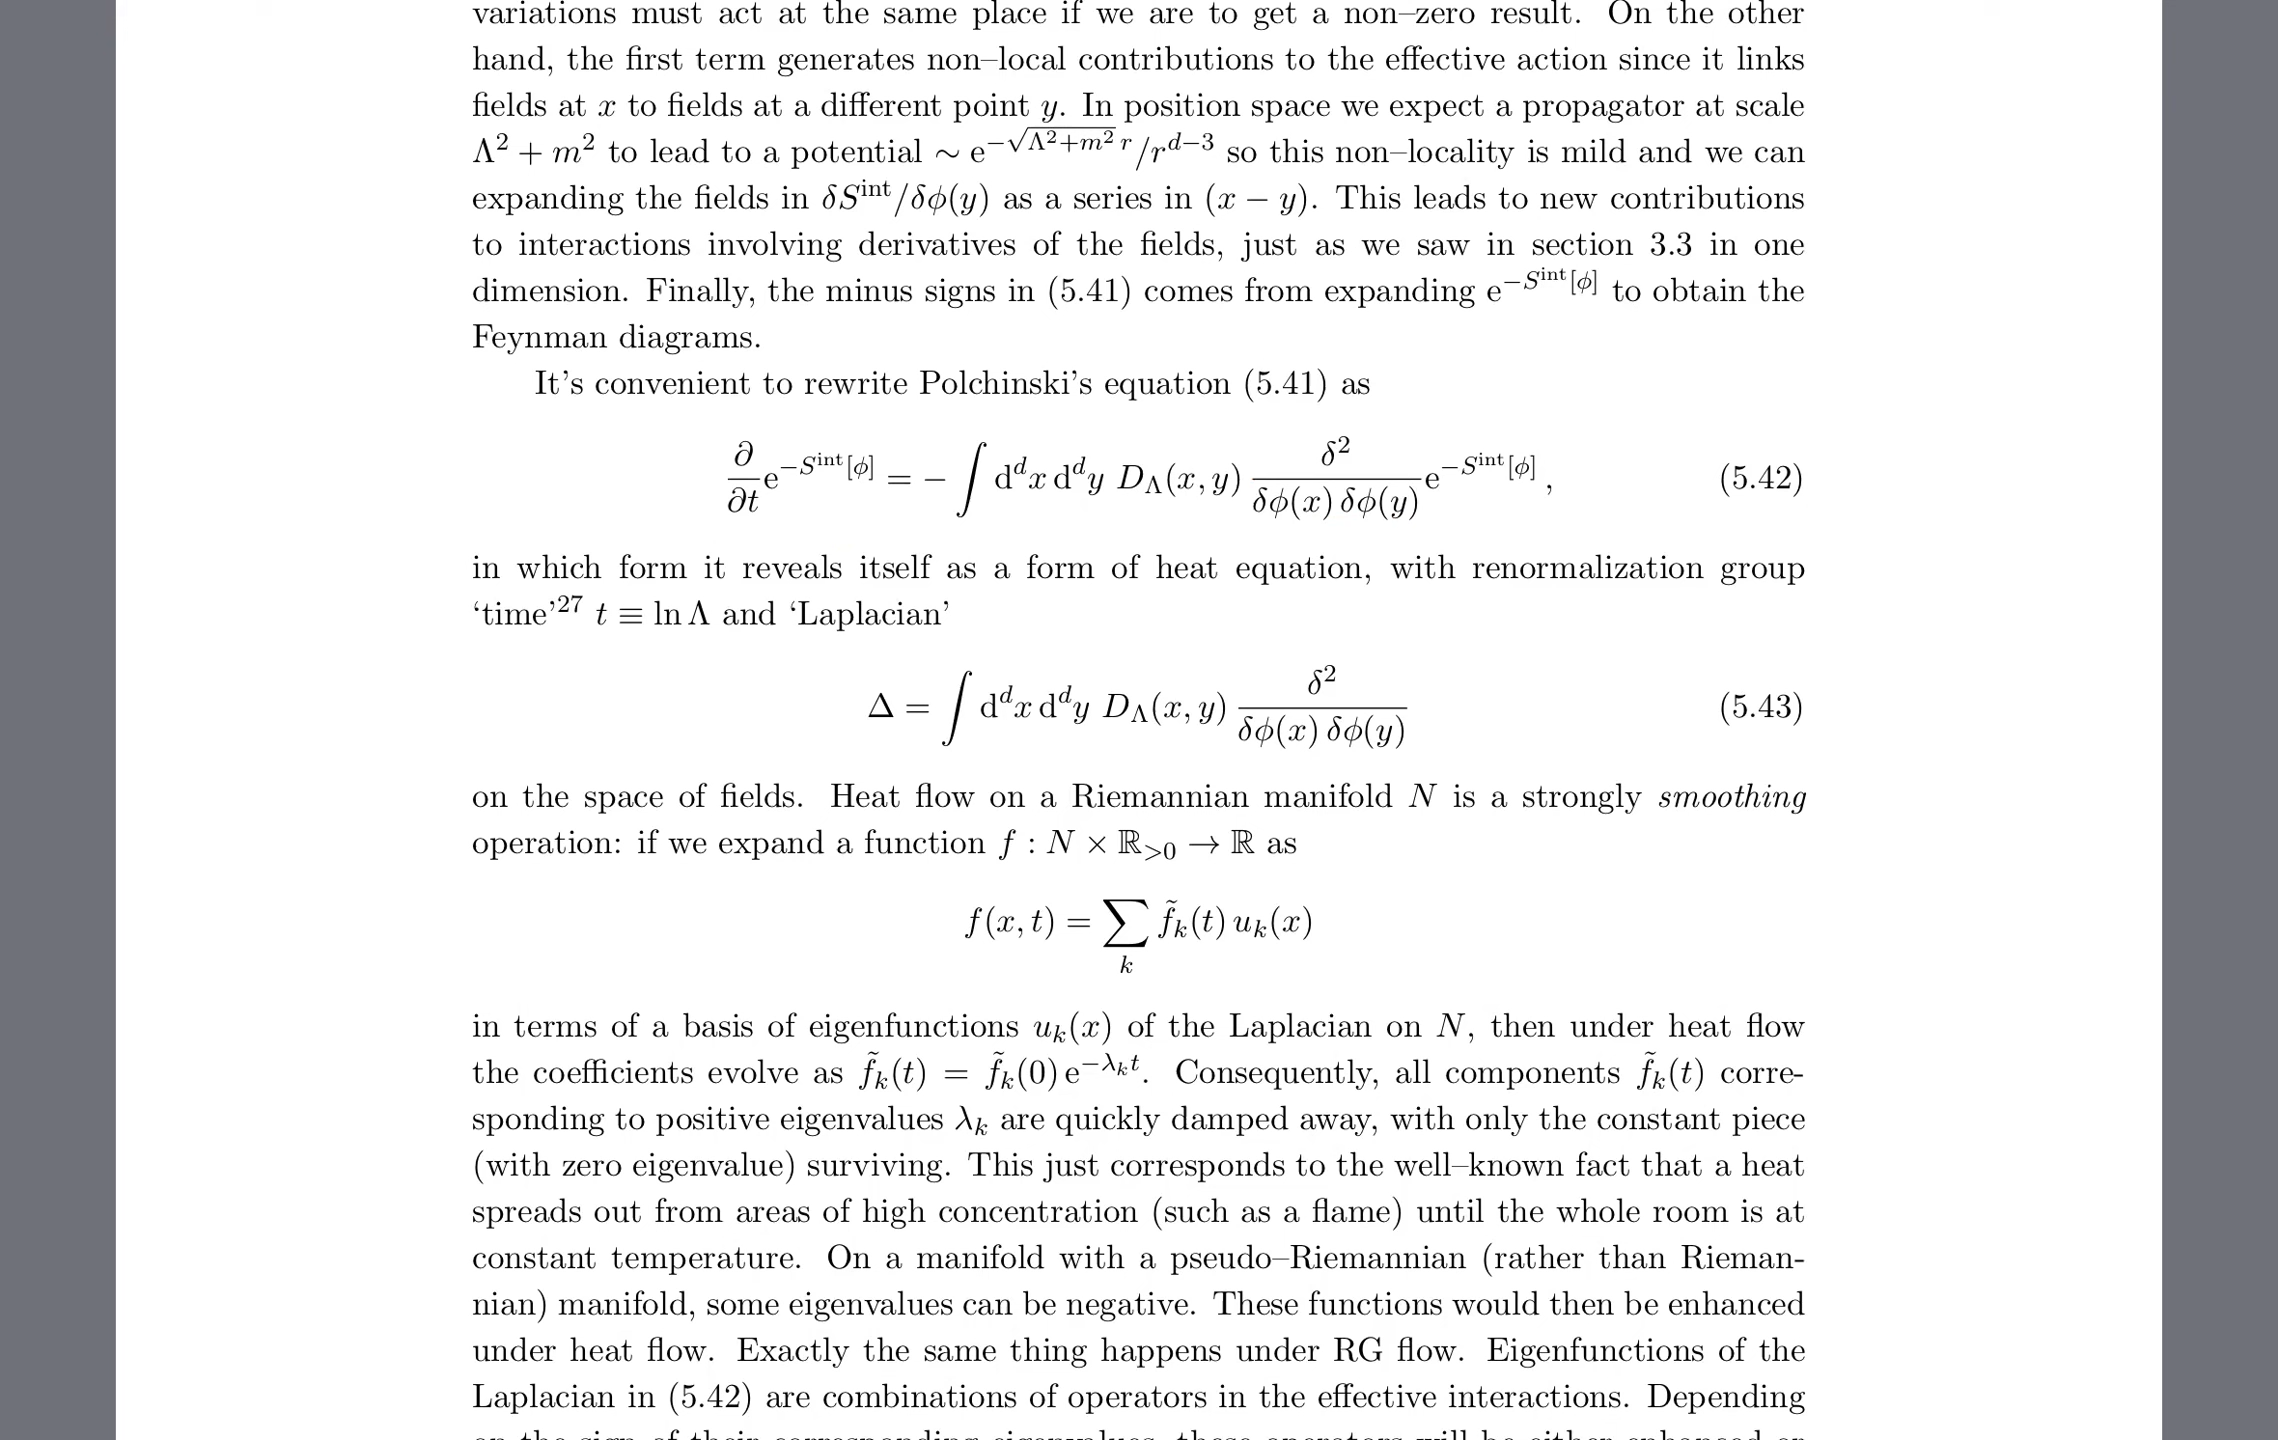 variations must act at the same place if we are to get a non–zero result. On the other
hand, the first term generates non–local contributions to the effective action since it links
fields at x to fields at a different point y. In position space we expect a propagator at scale
Λ² + m² to lead to a potential ∼ e^{−√(Λ²+m²) r}/r^{d−3} so this non–locality is mild and we can
expanding the fields in δS^{int}/δϕ(y) as a series in (x − y). This leads to new contributions
to interactions involving derivatives of the fields, just as we saw in section 3.3 in one
dimension. Finally, the minus signs in (5.41) comes from expanding e^{−S^{int}[ϕ]} to obtain the
Feynman diagrams.
It's convenient to rewrite Polchinski's equation (5.41) as
∂/∂t e^{−S^{int}[ϕ]} = − ∫ d^d x d^d y D_Λ(x, y) δ²/(δϕ(x) δϕ(y)) e^{−S^{int}[ϕ]} , (5.42)
in which form it reveals itself as a form of heat equation, with renormalization group
‘time’²⁷ t ≡ ln Λ and ‘Laplacian’
Δ = ∫ d^d x d^d y D_Λ(x, y) δ²/(δϕ(x) δϕ(y)) (5.43)
on the space of fields. Heat flow on a Riemannian manifold N is a strongly smoothing
operation: if we expand a function f : N × ℝ_{>0} → ℝ as
f(x, t) = ∑_k f̃_k(t) u_k(x)
in terms of a basis of eigenfunctions u_k(x) of the Laplacian on N, then under heat flow
the coefficients evolve as f̃_k(t) = f̃_k(0) e^{−λ_k t}. Consequently, all components f̃_k(t) corre-
sponding to positive eigenvalues λ_k are quickly damped away, with only the constant piece
(with zero eigenvalue) surviving. This just corresponds to the well–known fact that a heat
spreads out from areas of high concentration (such as a flame) until the whole room is at
constant temperature. On a manifold with a pseudo–Riemannian (rather than Rieman-
nian) manifold, some eigenvalues can be negative. These functions would then be enhanced
under heat flow. Exactly the same thing happens under RG flow. Eigenfunctions of the
Laplacian in (5.42) are combinations of operators in the effective interactions. Depending